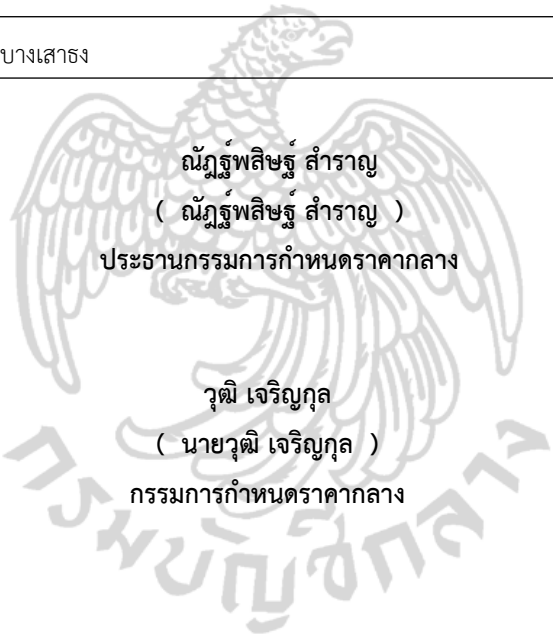 บางเสาธง
ณัฎฐ์พสิษฐ์ สำราญ
( ณัฎฐ์พสิษฐ์ สำราญ )
ประธานกรรมการกำหนดราคากลาง
วุฒิ เจริญกุล
( นายวุฒิ เจริญกุล )
กรรมการกำหนดราคากลาง
กรมบัญชีกลาง